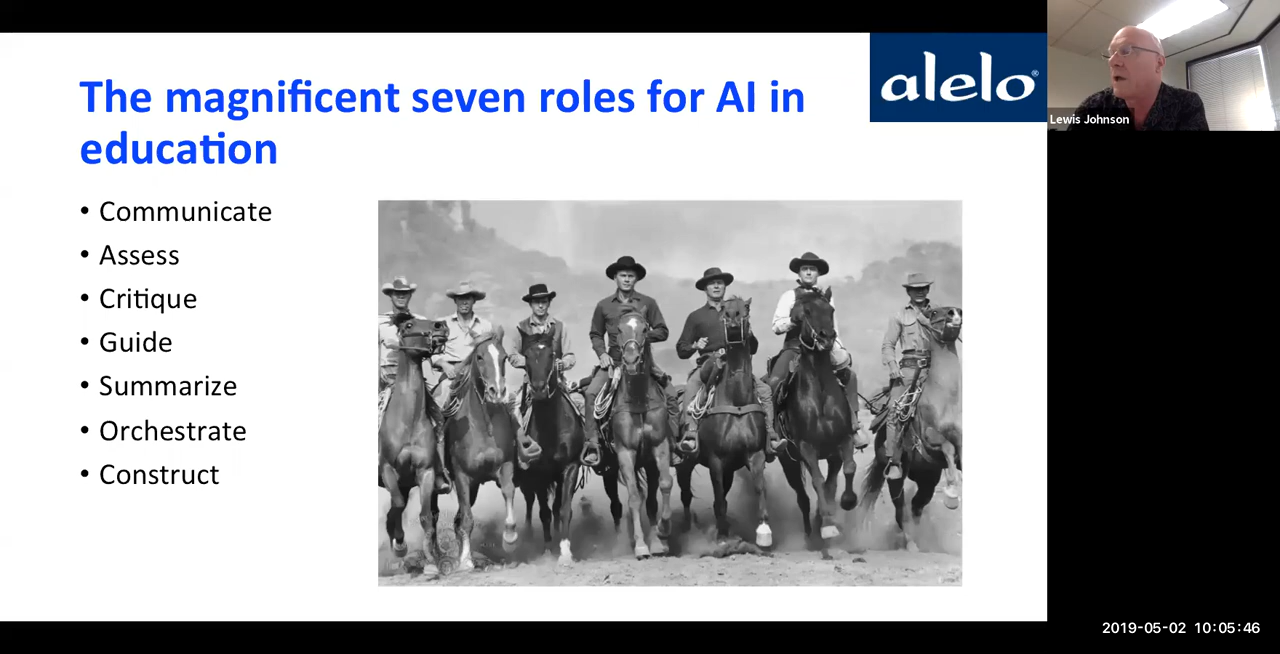 The magnificent seven roles for AI in
education
• Communicate
• Assess
• Critique
• Guide
• Summarize
• Orchestrate
• Construct
alelo®
Lewis Johnson
2019-05-02 10:05:46